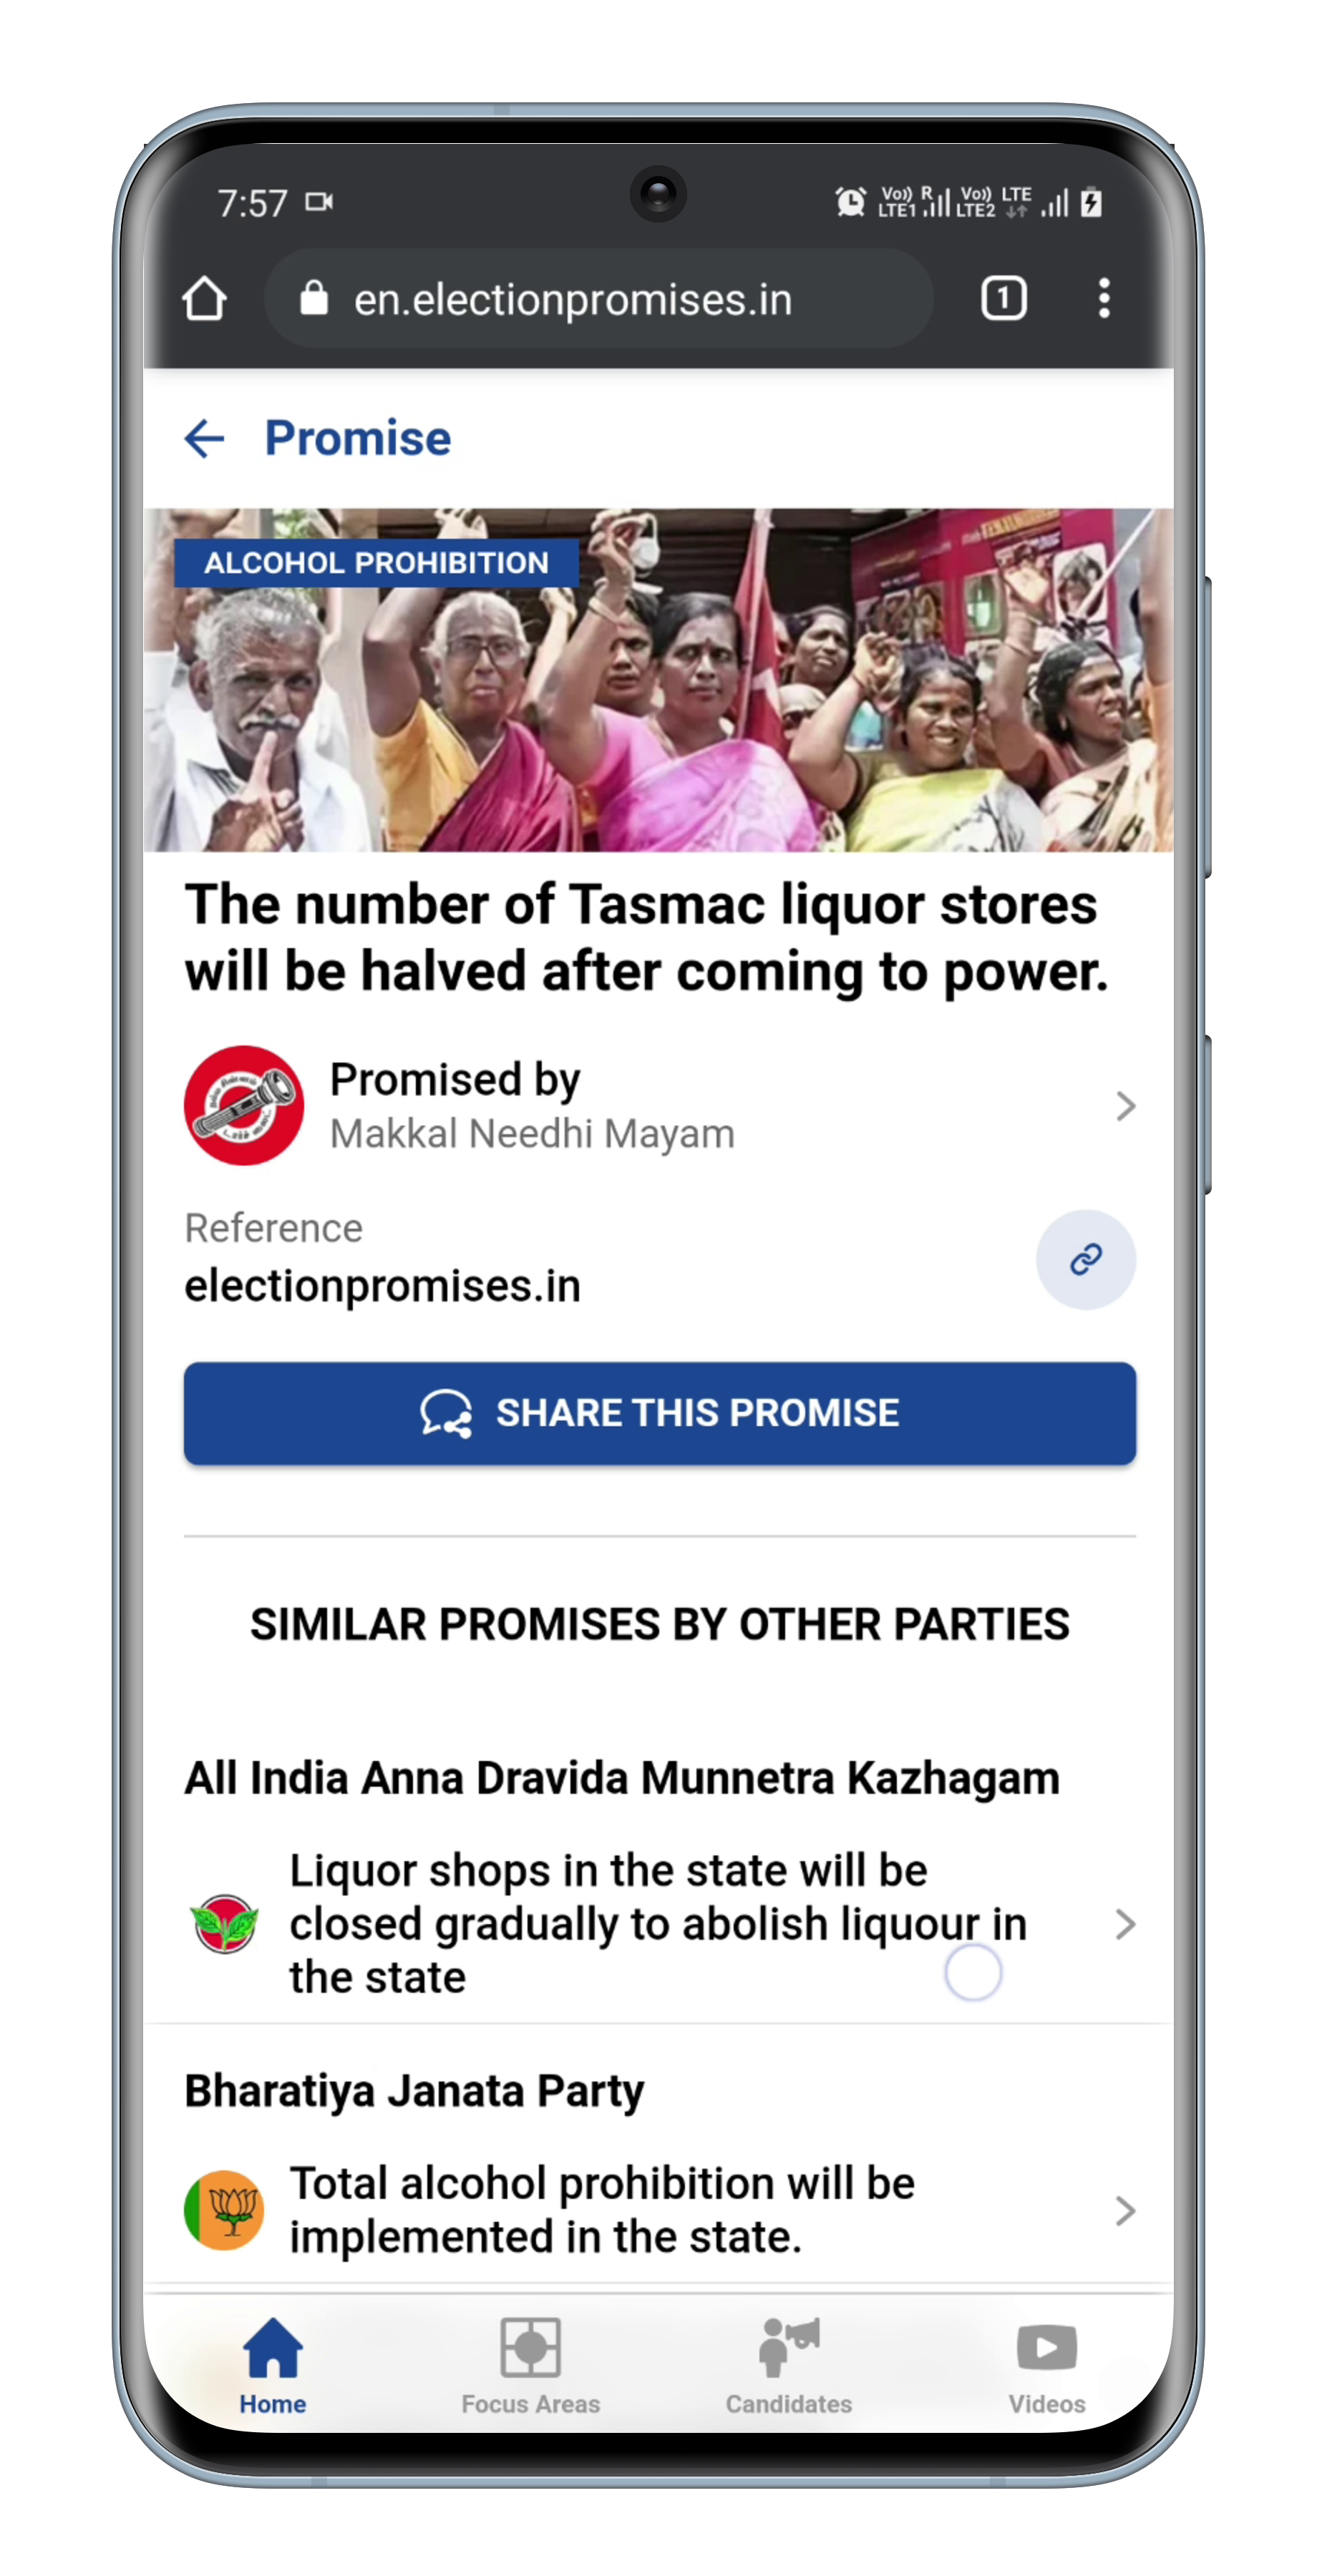 7:57
Vo)) R Vo)) LTE
LTE1 LTE2
en.electionpromises.in
1
Promise
ALCOHOL PROHIBITION
The number of Tasmac liquor stores
will be halved after coming to power.
Promised by
Makkal Needhi Mayam
Reference
electionpromises.in
SHARE THIS PROMISE
SIMILAR PROMISES BY OTHER PARTIES
All India Anna Dravida Munnetra Kazhagam
Liquor shops in the state will be
closed gradually to abolish liquour in
the state
Bharatiya Janata Party
Total alcohol prohibition will be
implemented in the state.
Home
Focus Areas
Candidates
Videos